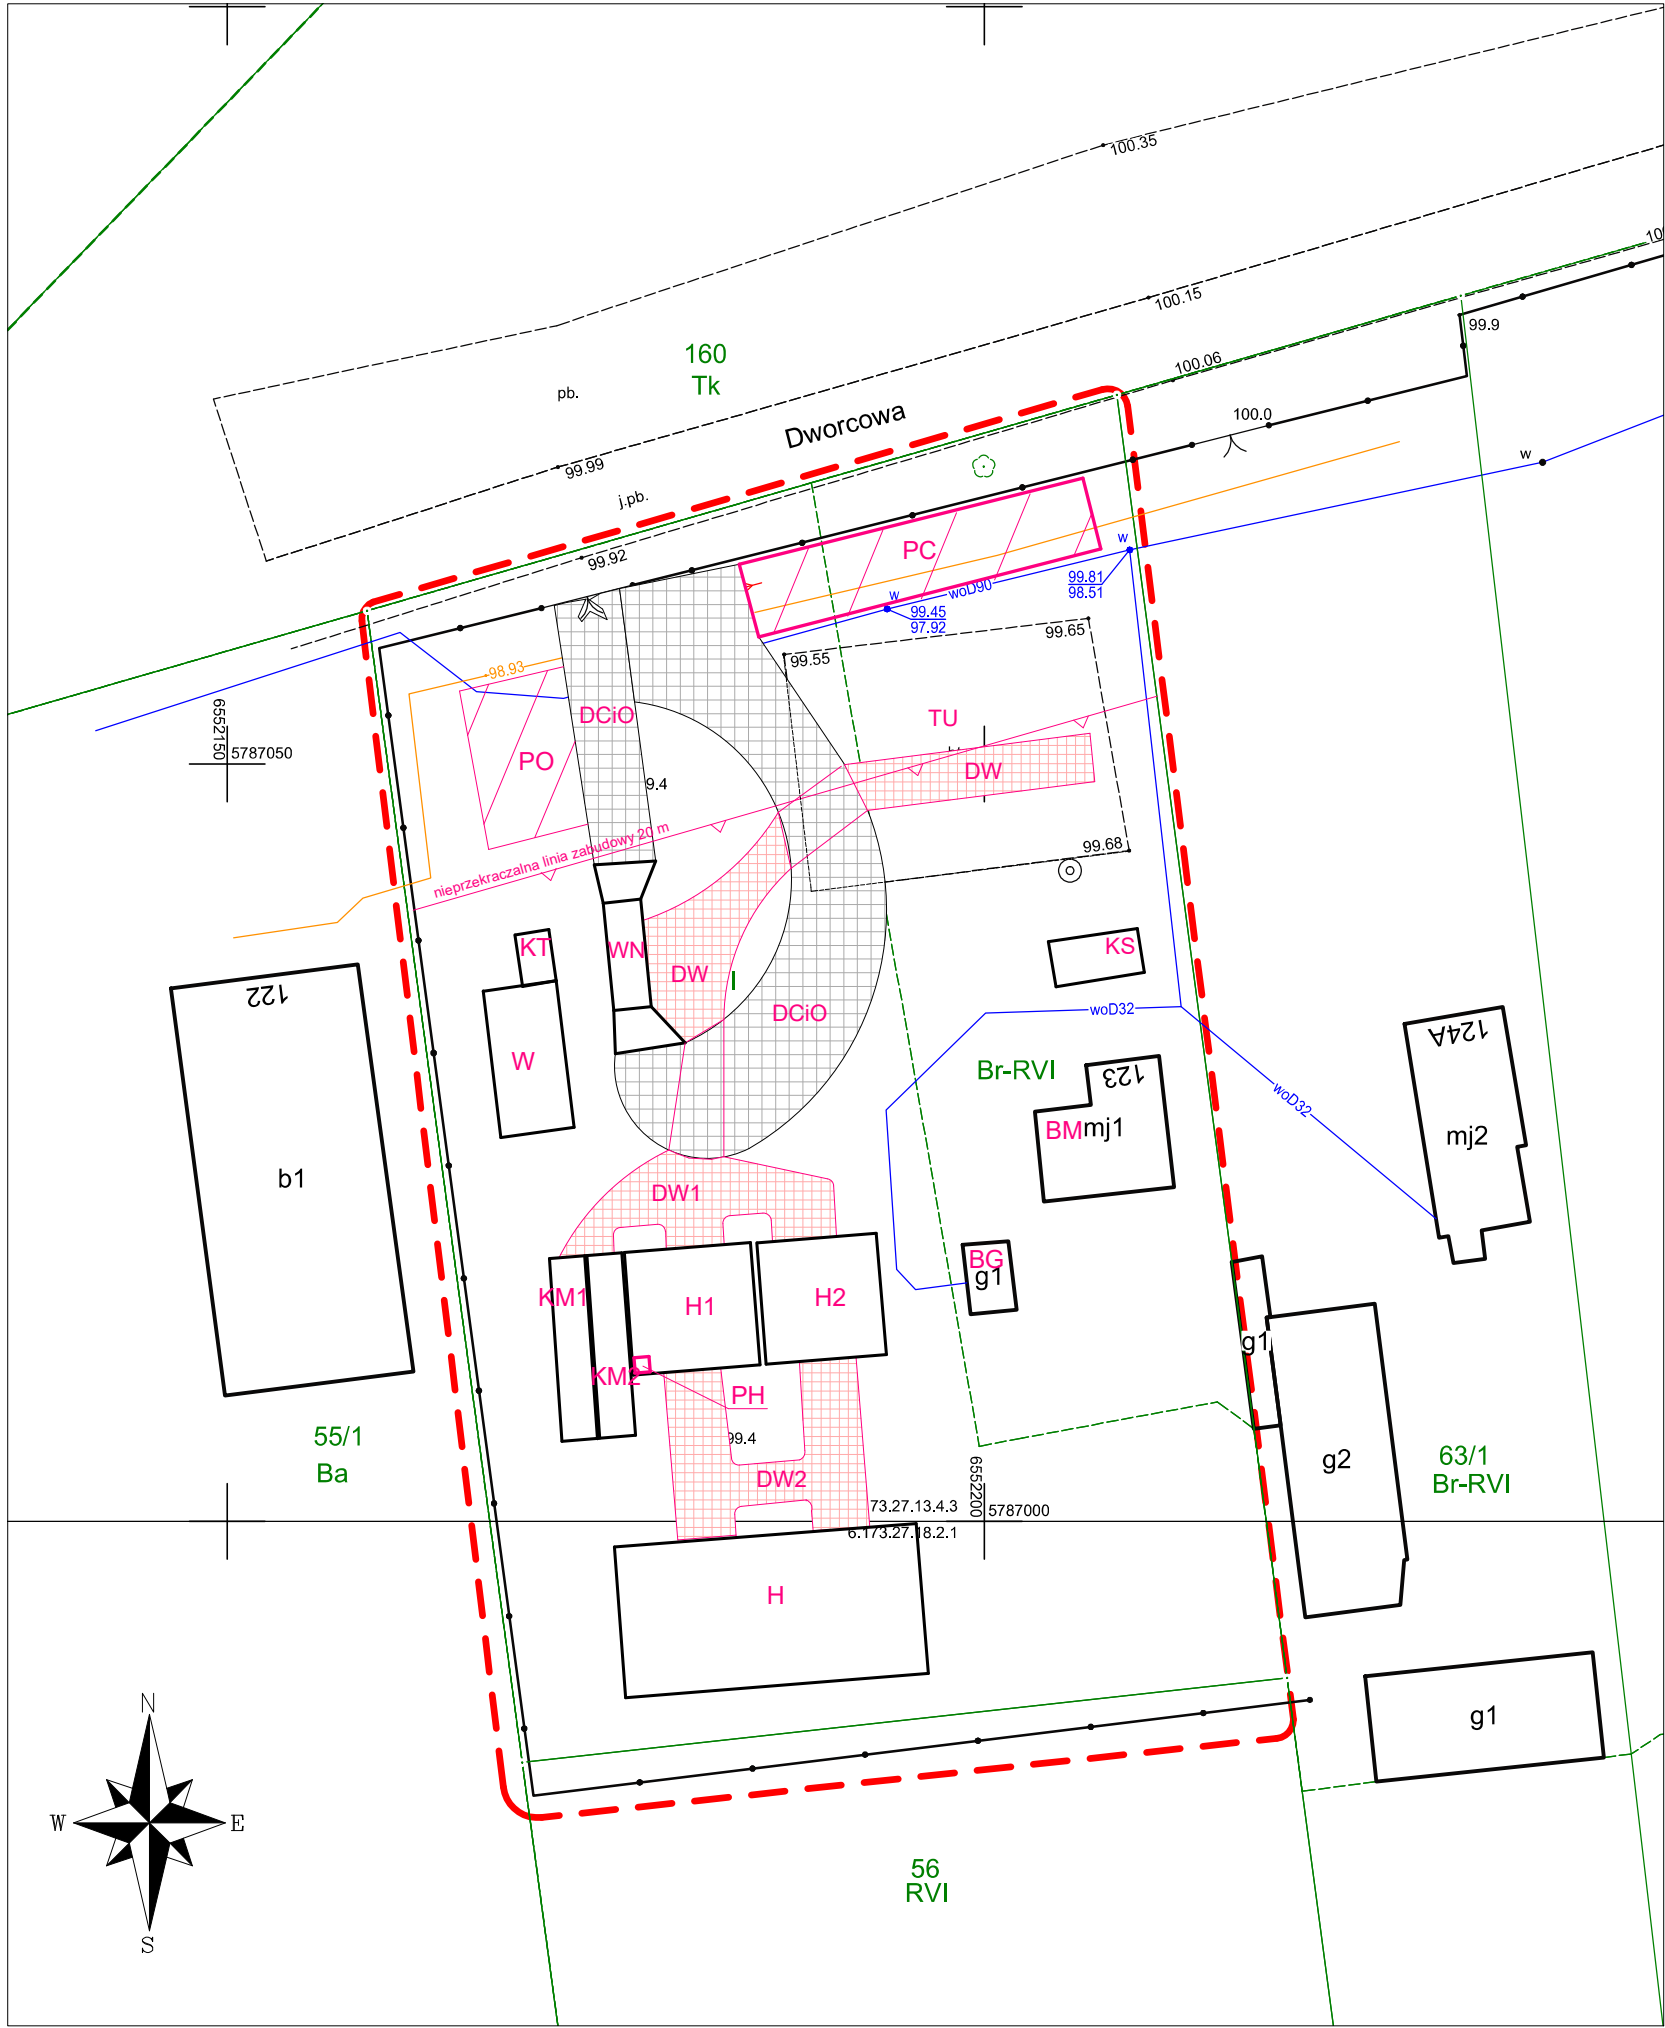 100.35
100.15
10
99.9
160
Tk
100.06
pb.
Dworcowa
100.0
99.99
j.pb.
w
99.92
PC
w
99.81
98.51
w
woD90
99.45
97.92
99.65
99.55
98.93
DCiO
TU
6552150
5787050
PO
DW
9.4
99.68
nieprzekraczalna linia zabudowy 20 m
KT
WN
KS
DW
I
122
DCiO
woD32
124A
W
Br-RVI
123
woD32
BM
mj1
mj2
b1
DW1
BG
g1
KM1
H1
H2
g1
KM2
PH
55/1
Ba
99.4
63/1
Br-RVI
g2
DW2
6552200
73.27.13.4.3
5787000
6.173.27.18.2.1
H
g1
N
W
E
S
56
RVI